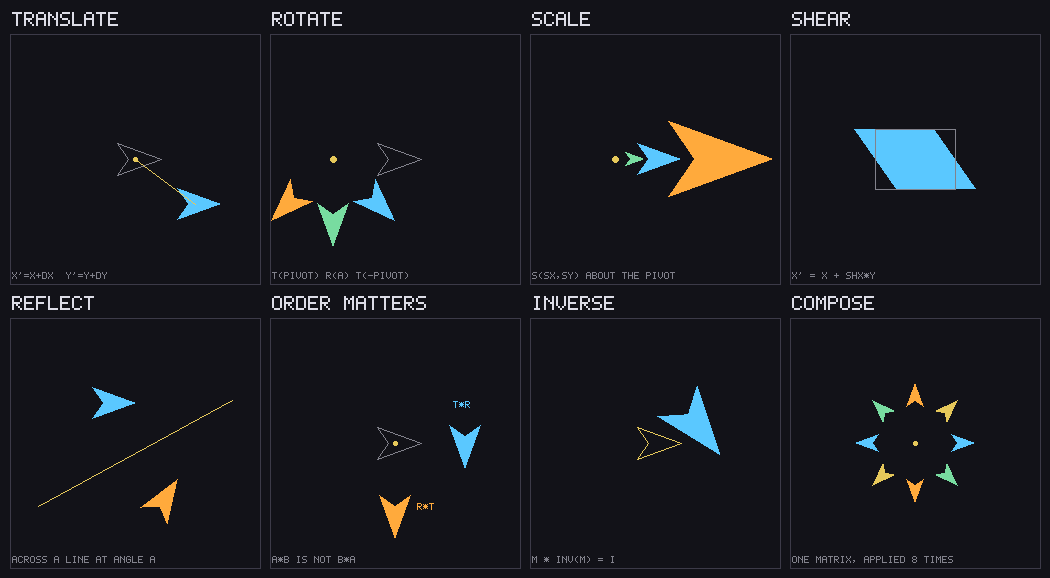 TRANSLATE
ROTATE
SCALE
SHEAR
X'=X+DX  Y'=Y+DY
T(PIVOT) R(A) T(-PIVOT)
S(SX,SY) ABOUT THE PIVOT
X' = X + SHX*Y
REFLECT
ORDER MATTERS
INVERSE
COMPOSE
T*R
R*T
ACROSS A LINE AT ANGLE A
A*B IS NOT B*A
M * INV(M) = I
ONE MATRIX, APPLIED 8 TIMES